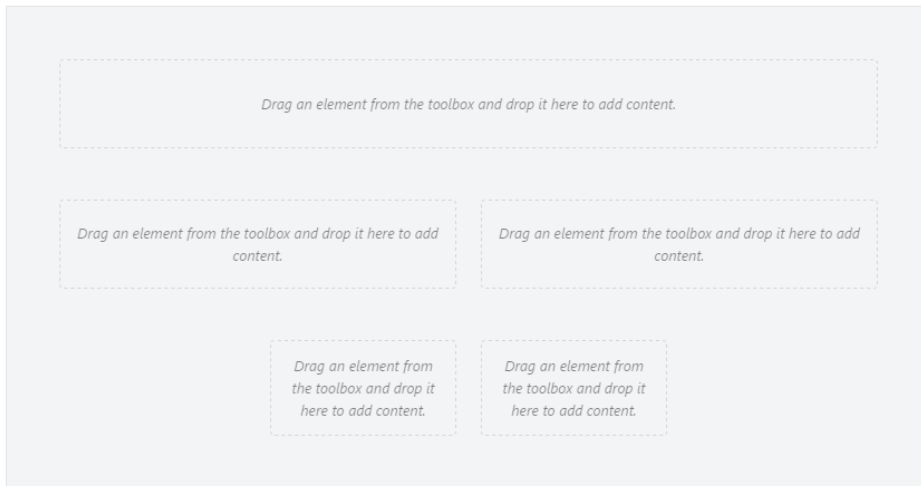 Drag an element from the toolbox and drop it here to add content.
Drag an element from the toolbox and drop it here to add
content.
Drag an element from the toolbox and drop it here to add
content.
Drag an element from
the toolbox and drop it
here to add content.
Drag an element from
the toolbox and drop it
here to add content.